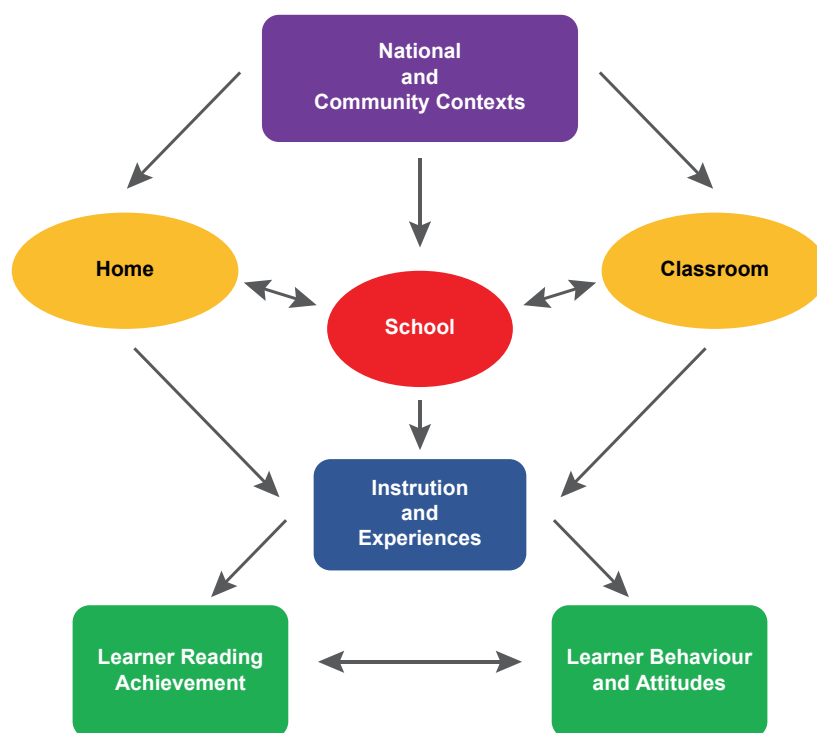 National
and
Community Contexts
Home
Classroom
School
Instrution
and
Experiences
Learner Reading
Achievement
Learner Behaviour
and Attitudes